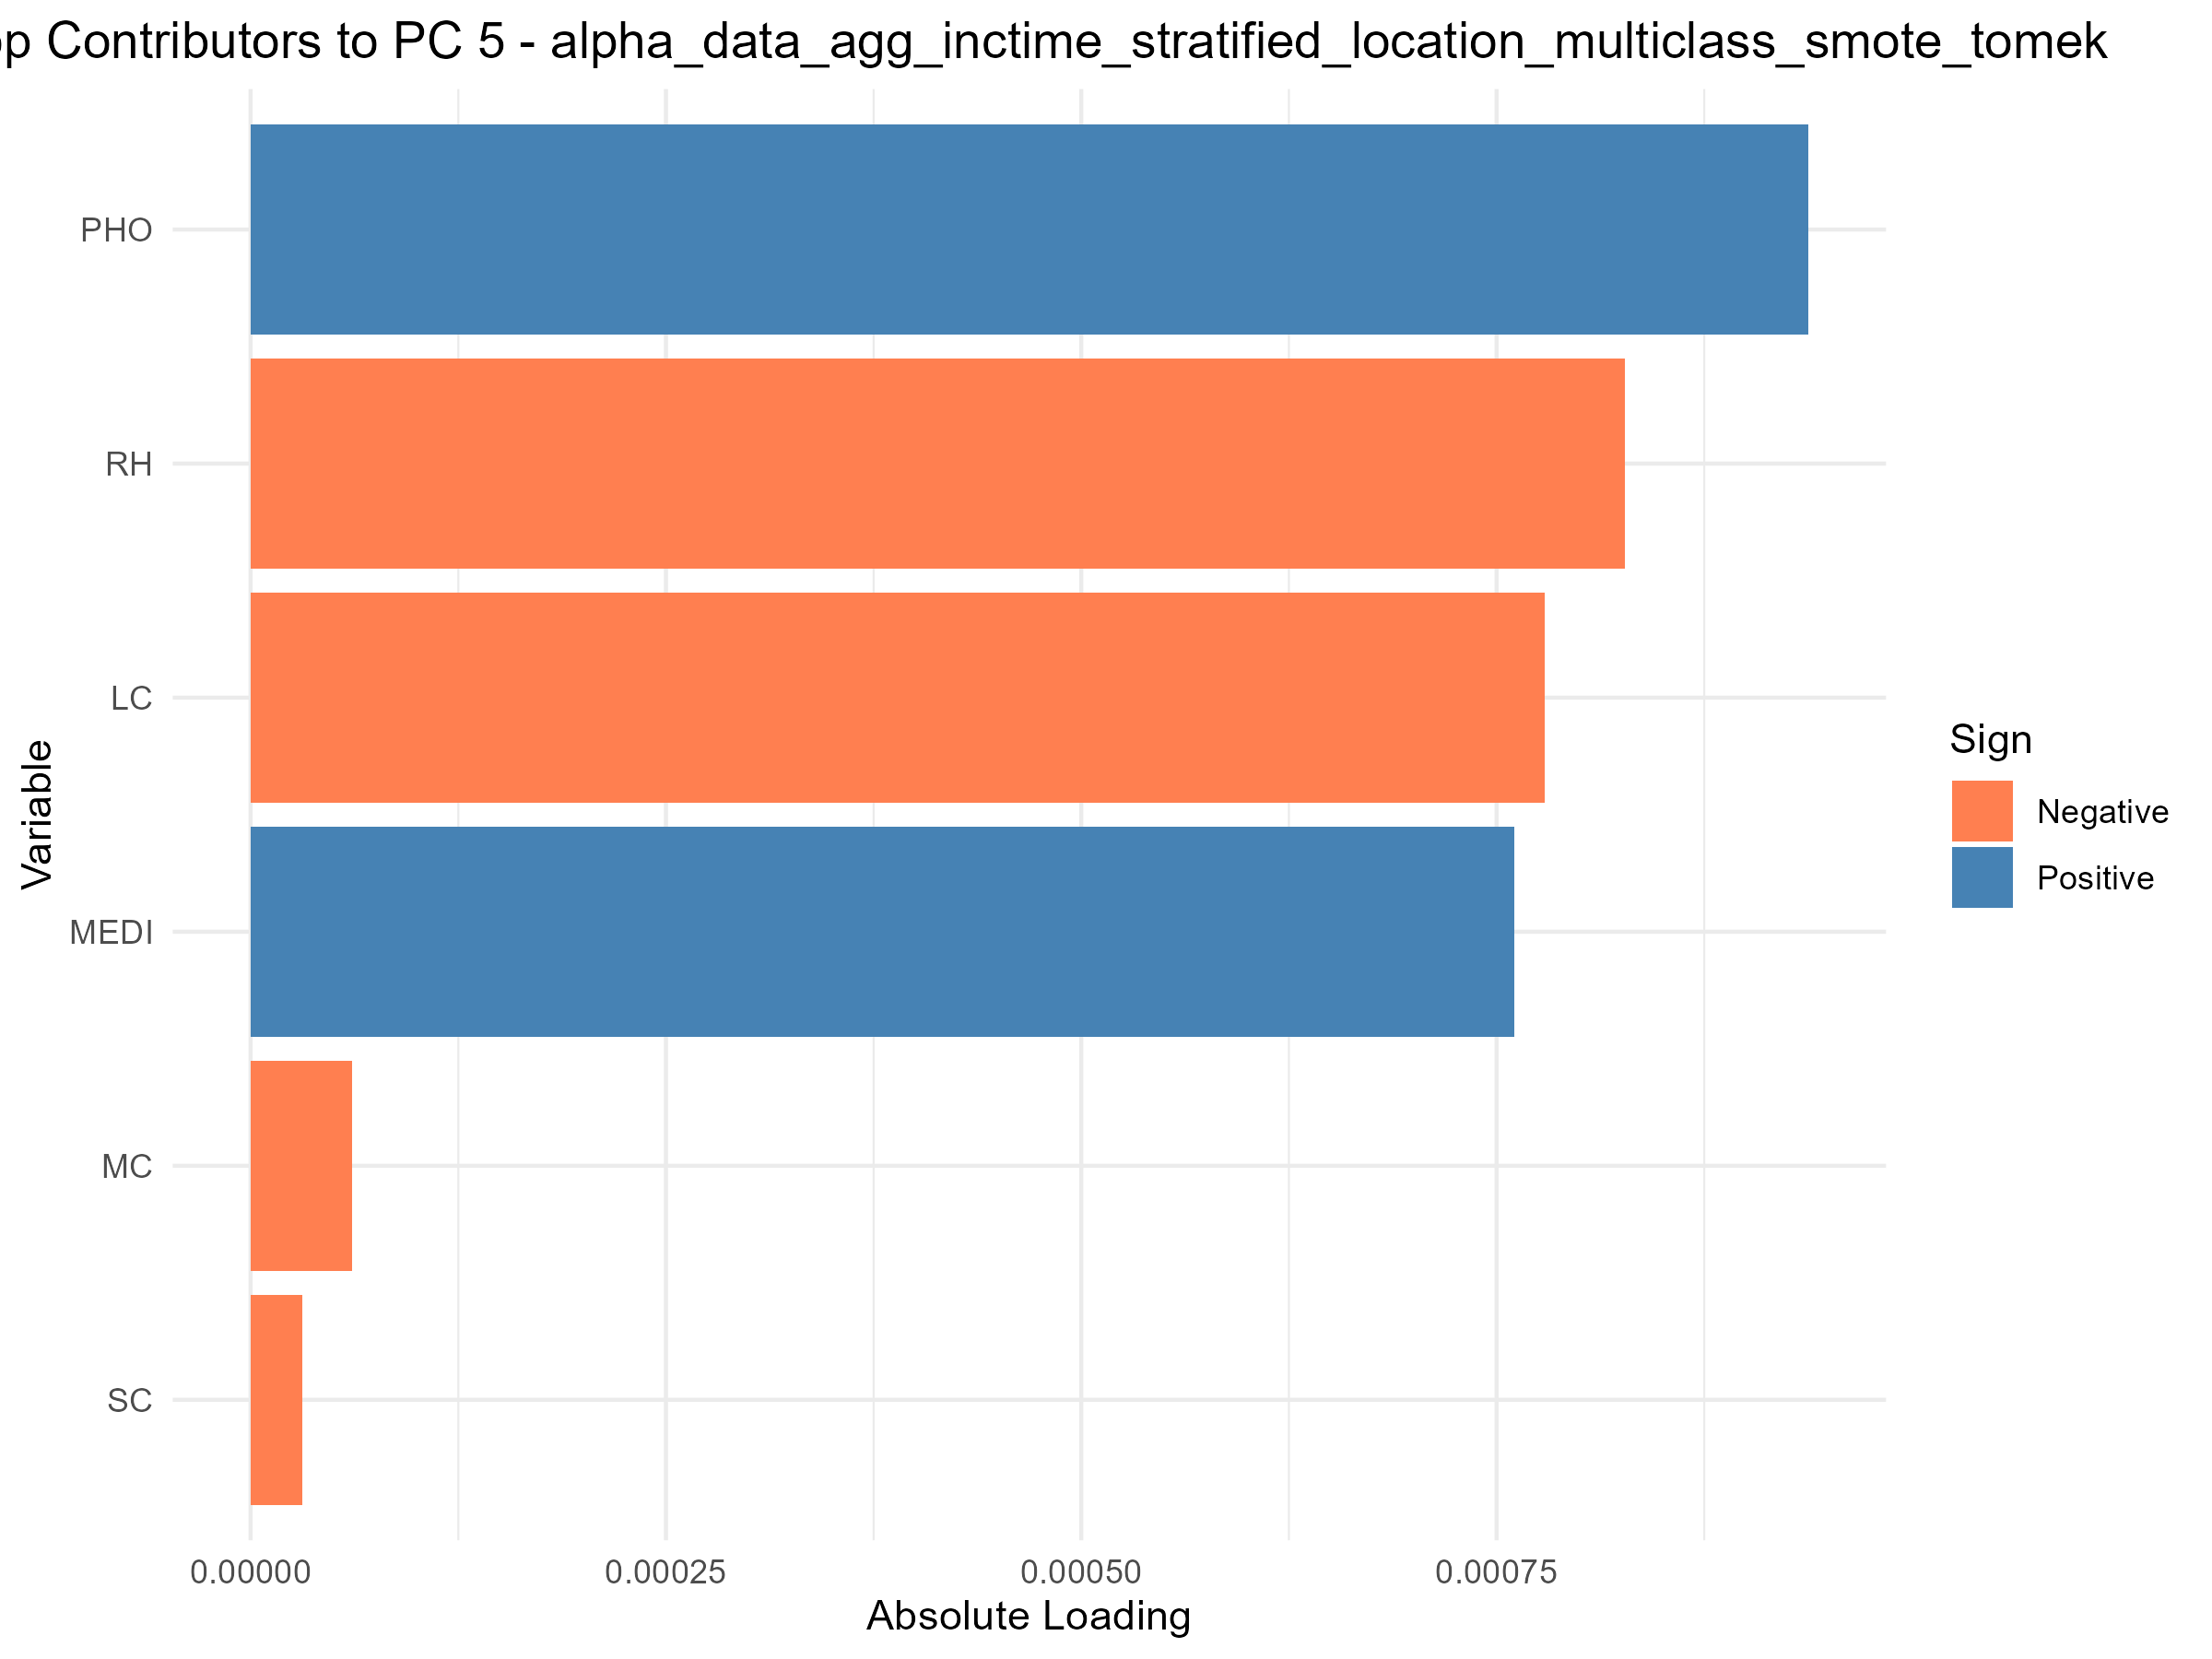 Contributors to PC 5 - alpha_data_agg_inctime_stratified_location_multiclass_smote_tomek
PHO
RH
LC
MEDI
MC
SC
Variable
0.00000
0.00025
0.00050
0.00075
Absolute Loading
Sign
Negative
Positive